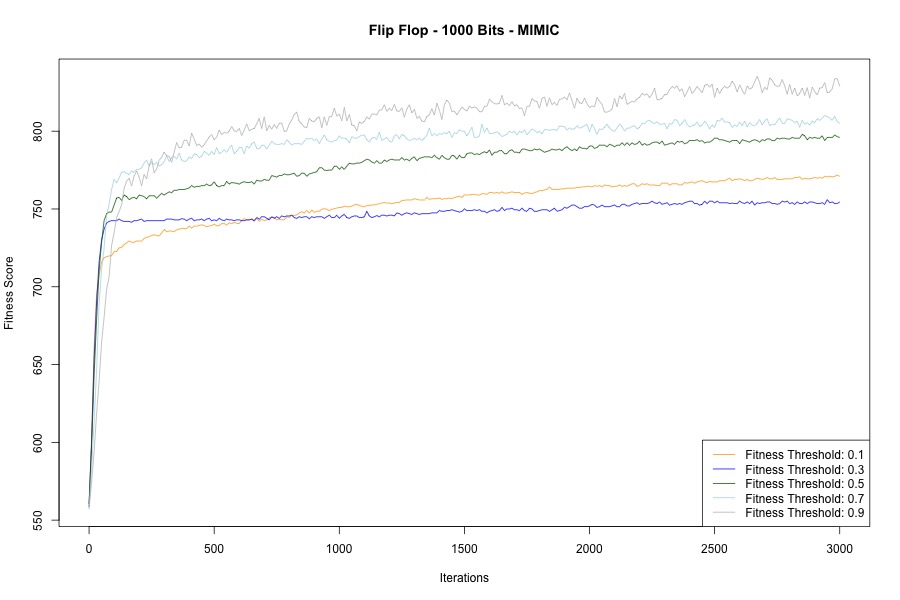 Flip Flop - 1000 Bits - MIMIC
Fitness Score
800
750
700
650
600
550
Fitness Threshold: 0.1
Fitness Threshold: 0.3
Fitness Threshold: 0.5
Fitness Threshold: 0.7
Fitness Threshold: 0.9
0 500 1000 1500 2000 2500 3000
Iterations